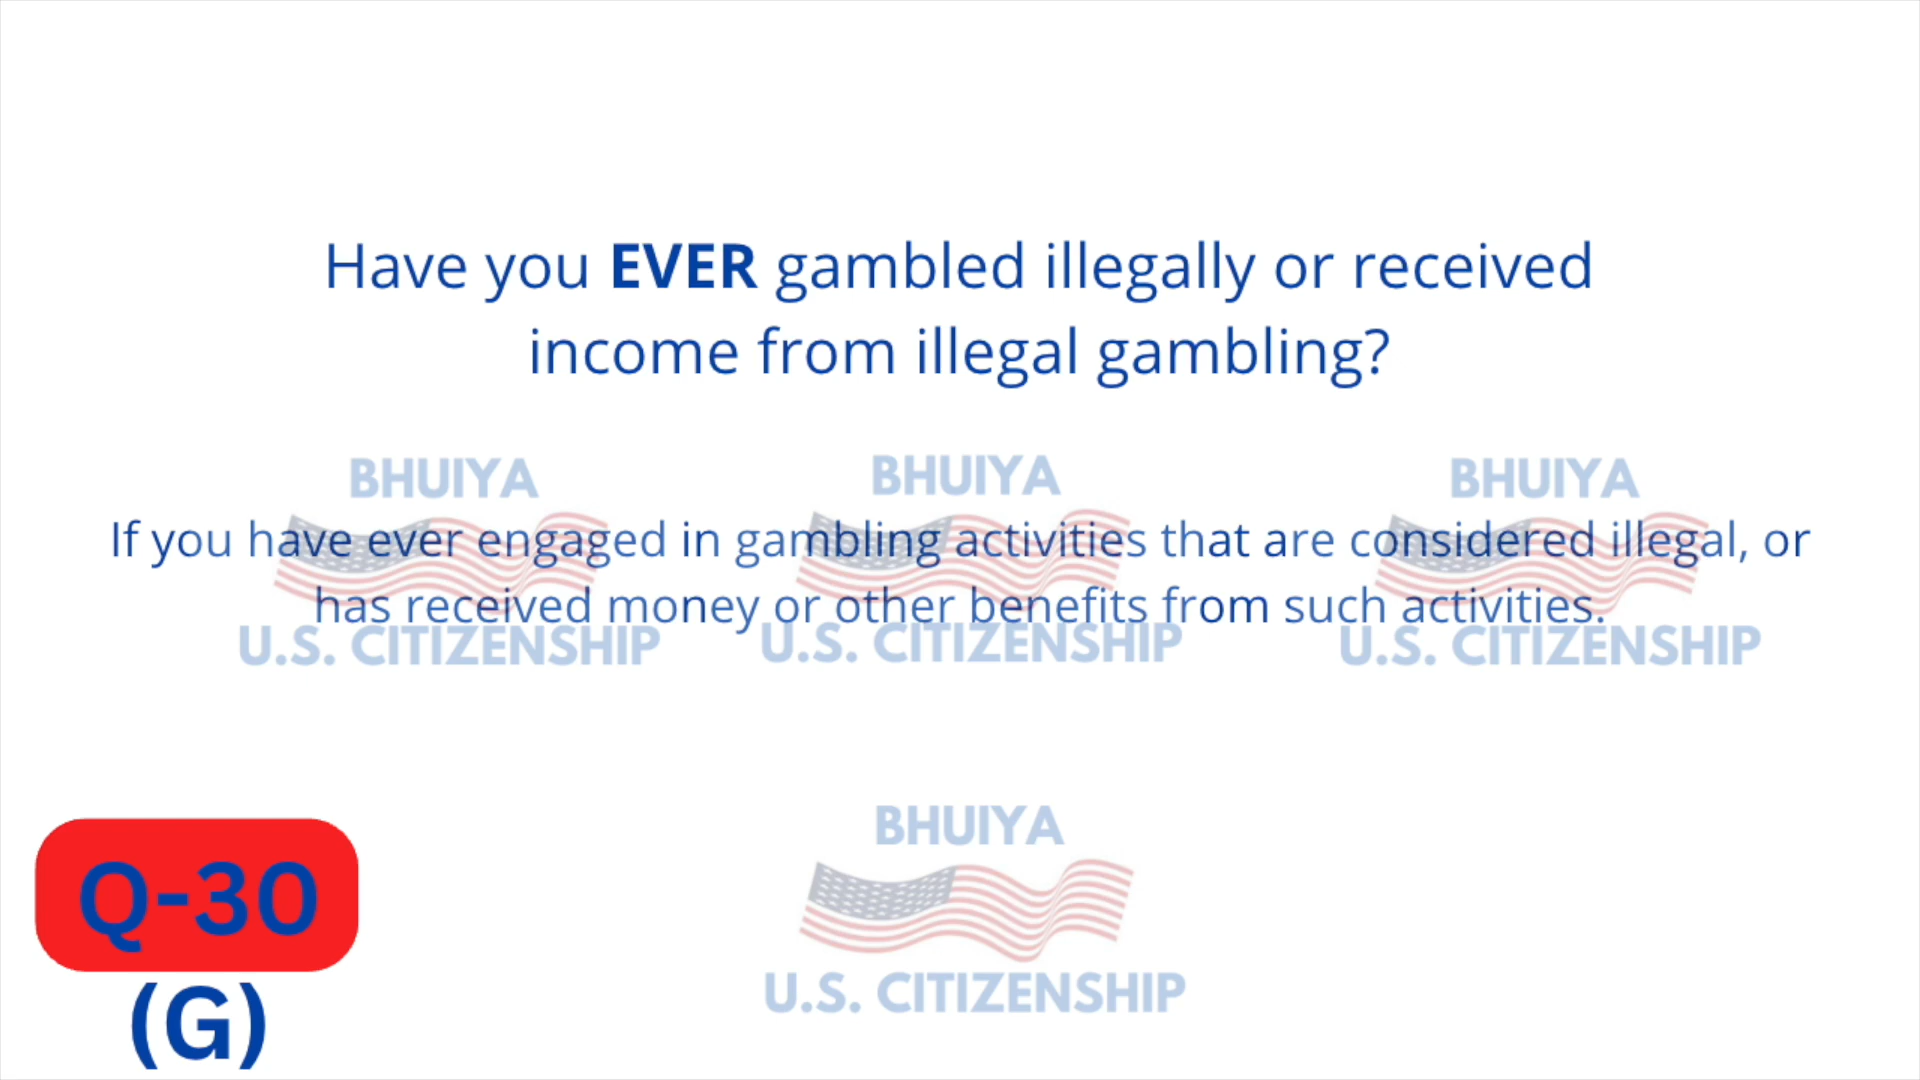 Have you EVER gambled illegally or received
income from illegal gambling?
BHUIYA
U.S. CITIZENSHIP
BHUIYA
U.S. CITIZENSHIP
BHUIYA
U.S. CITIZENSHIP
If you have ever engaged in gambling activities that are considered illegal, or
has received money or other benefits from such activities.
BHUIYA
U.S. CITIZENSHIP
Q-30
(G)